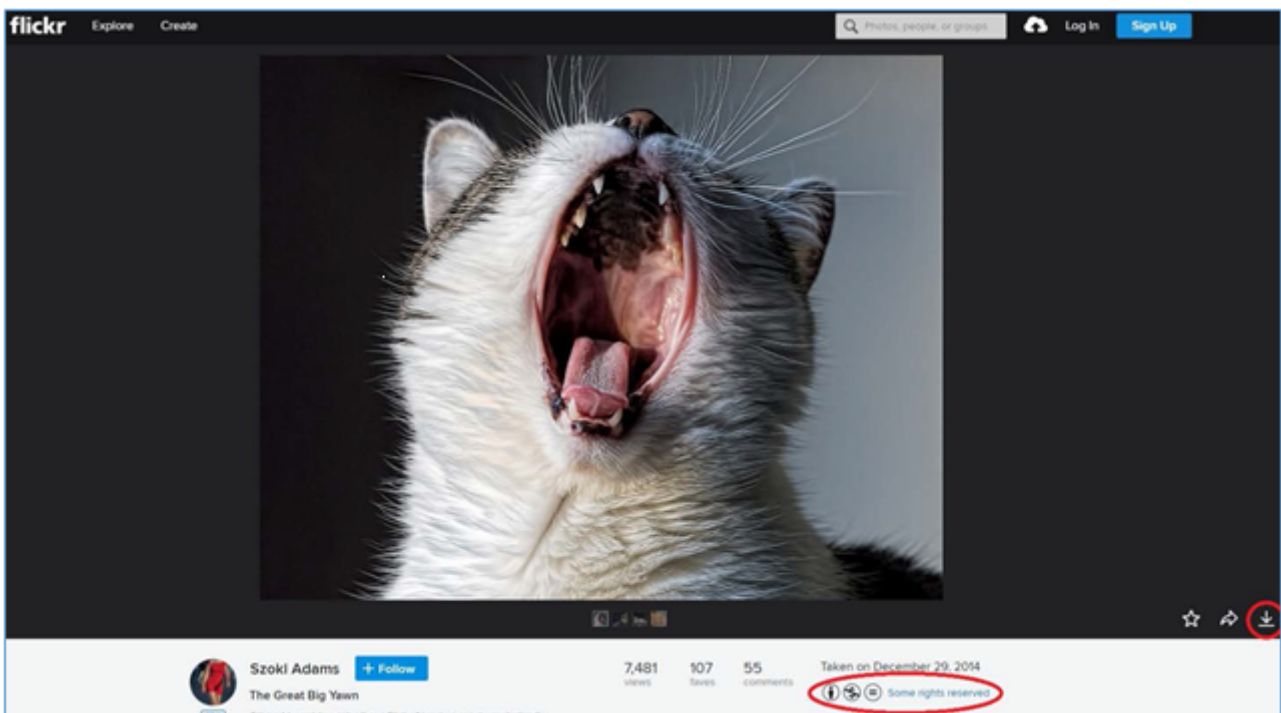 flickr Explore Create Photos, people, or groups Log In Sign Up
Szoki Adams + Follow
The Great Big Yawn
7,481 107 55
views faves comments
Taken on December 29, 2014
Some rights reserved